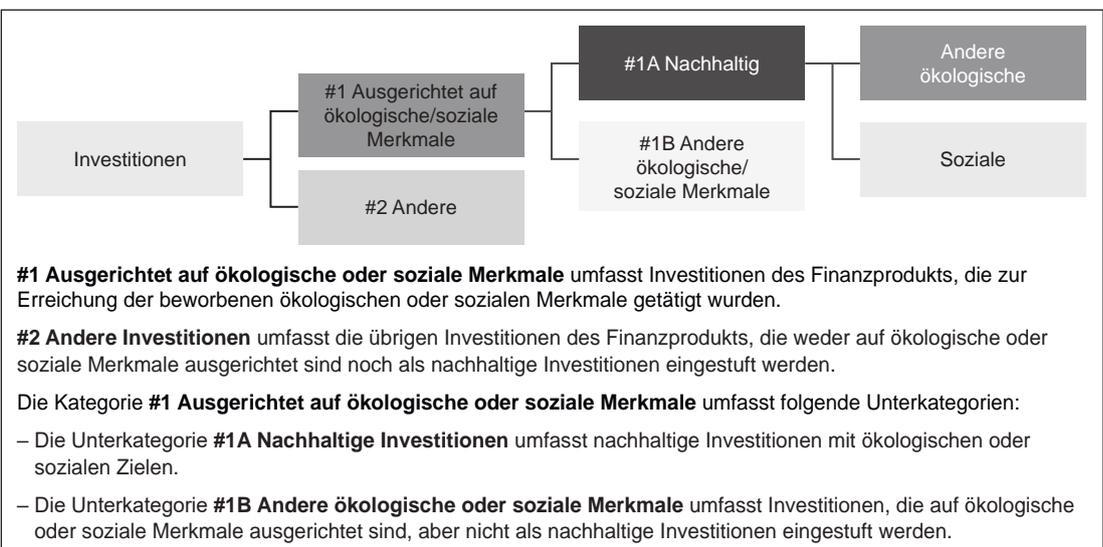 Investitionen
#1 Ausgerichtet auf
ökologische/soziale
Merkmale
#2 Andere
#1A Nachhaltig
#1B Andere
ökologische/
soziale Merkmale
Andere
ökologische
Soziale
#1 Ausgerichtet auf ökologische oder soziale Merkmale umfasst Investitionen des Finanzprodukts, die zur
Erreichung der beworbenen ökologischen oder sozialen Merkmale getätigt wurden.
#2 Andere Investitionen umfasst die übrigen Investitionen des Finanzprodukts, die weder auf ökologische oder
soziale Merkmale ausgerichtet sind noch als nachhaltige Investitionen eingestuft werden.
Die Kategorie #1 Ausgerichtet auf ökologische oder soziale Merkmale umfasst folgende Unterkategorien:
– Die Unterkategorie #1A Nachhaltige Investitionen umfasst nachhaltige Investitionen mit ökologischen oder
sozialen Zielen.
– Die Unterkategorie #1B Andere ökologische oder soziale Merkmale umfasst Investitionen, die auf ökologische
oder soziale Merkmale ausgerichtet sind, aber nicht als nachhaltige Investitionen eingestuft werden.